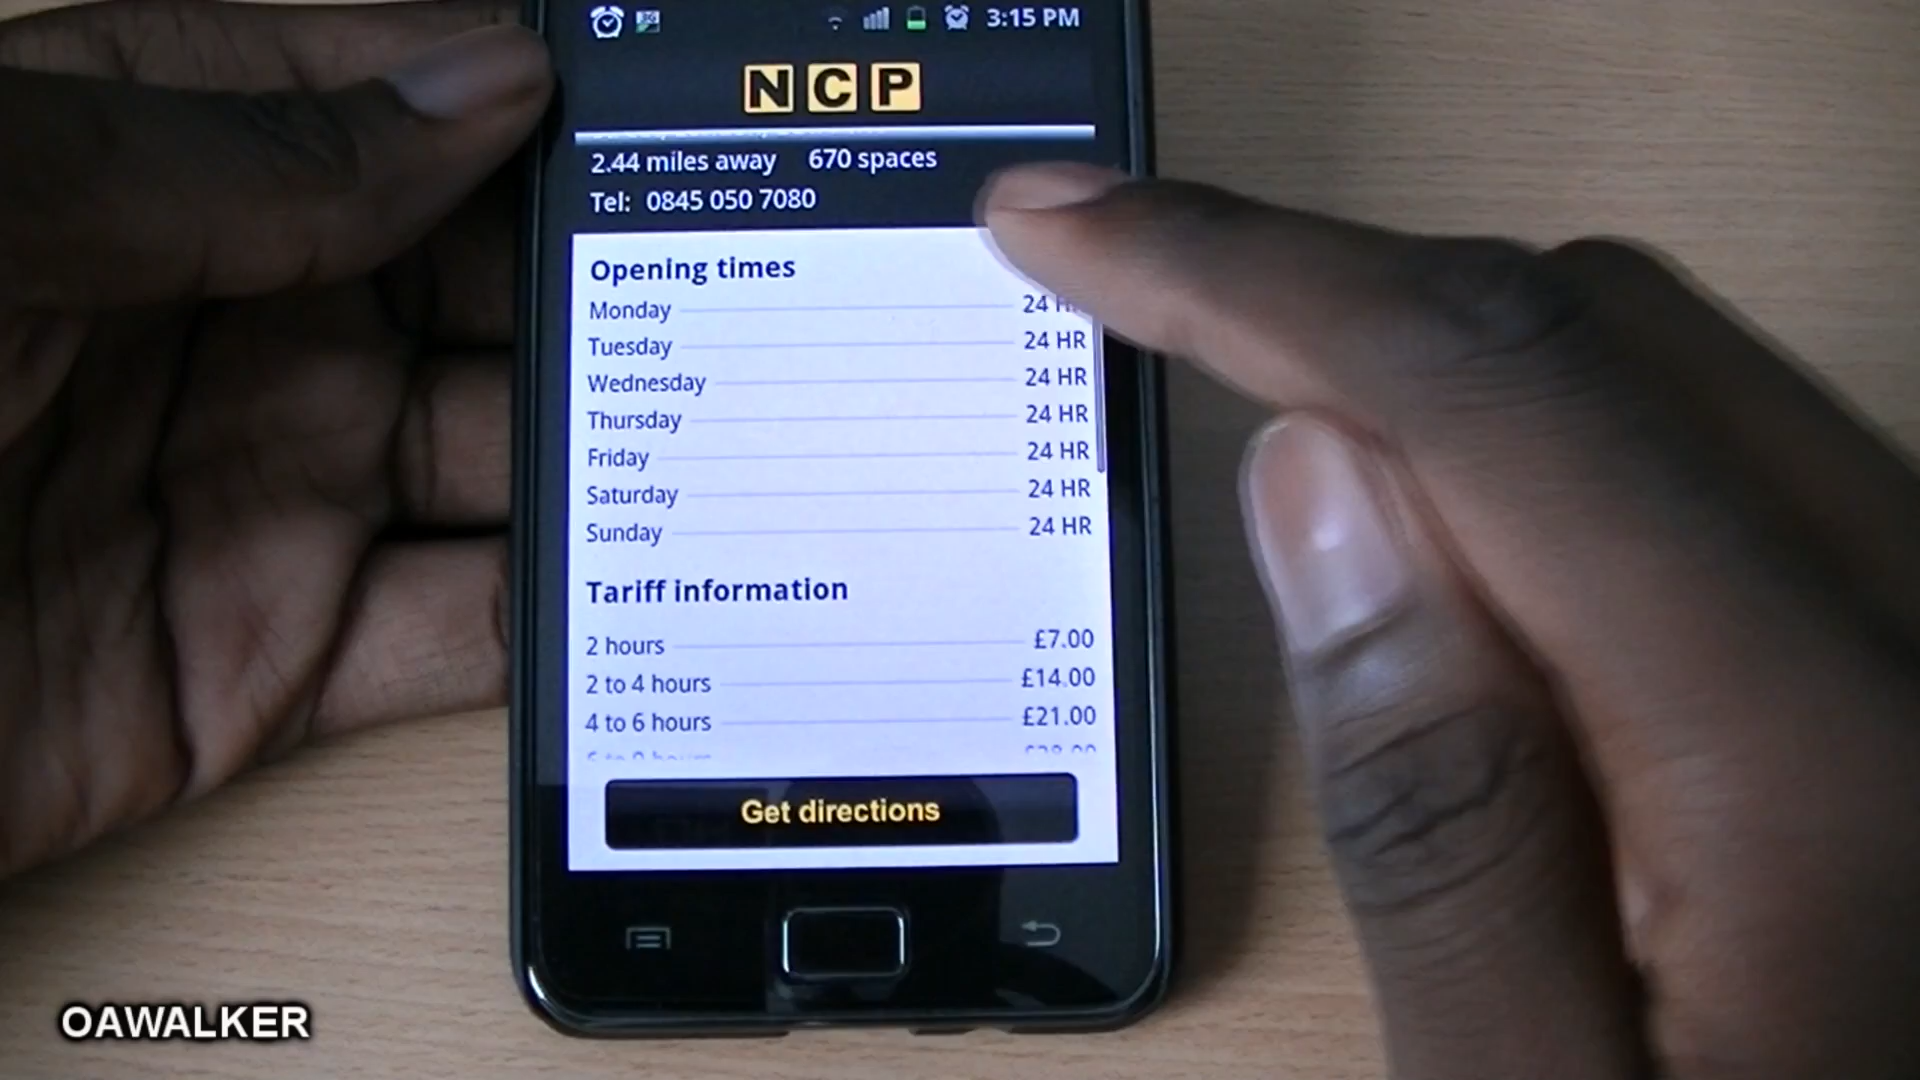 3G
3:15 PM
NCP
2.44 miles away 670 spaces
Tel: 0845 050 7080
Opening times
Monday 24
Tuesday 24 HR
Wednesday 24 HR
Thursday 24 HR
Friday 24 HR
Saturday 24 HR
Sunday 24 HR
Tariff information
2 hours £7.00
2 to 4 hours £14.00
4 to 6 hours £21.00
Get directions
OAWALKER